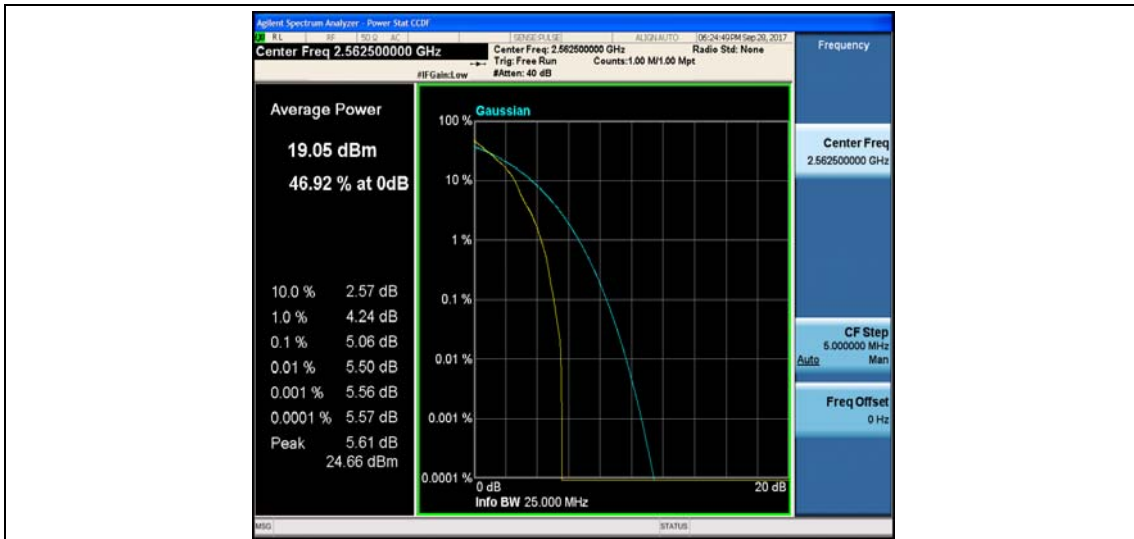 Agilent Spectrum Analyzer - Power Stat CCDF
RL RF 50 Ω AC SENSE:PULSE ALIGN AUTO 06:24:49 PM Sep 28, 2017
Center Freq 2.562500000 GHz
Center Freq: 2.562500000 GHz Radio Std: None
Trig: Free Run Counts:1.00 M/1.00 Mpt
#IFGain:Low #Atten: 40 dB
Frequency
Average Power
19.05 dBm
46.92 % at 0dB
10.0 % 2.57 dB
1.0 % 4.24 dB
0.1 % 5.06 dB
0.01 % 5.50 dB
0.001 % 5.56 dB
0.0001 % 5.57 dB
Peak 5.61 dB
24.66 dBm
Gaussian
100 %
10 %
1 %
0.1 %
0.01 %
0.001 %
0.0001 %
0 dB 20 dB
Info BW 25.000 MHz
Center Freq
2.562500000 GHz
CF Step
5.000000 MHz
Auto Man
Freq Offset
0 Hz
MSG STATUS